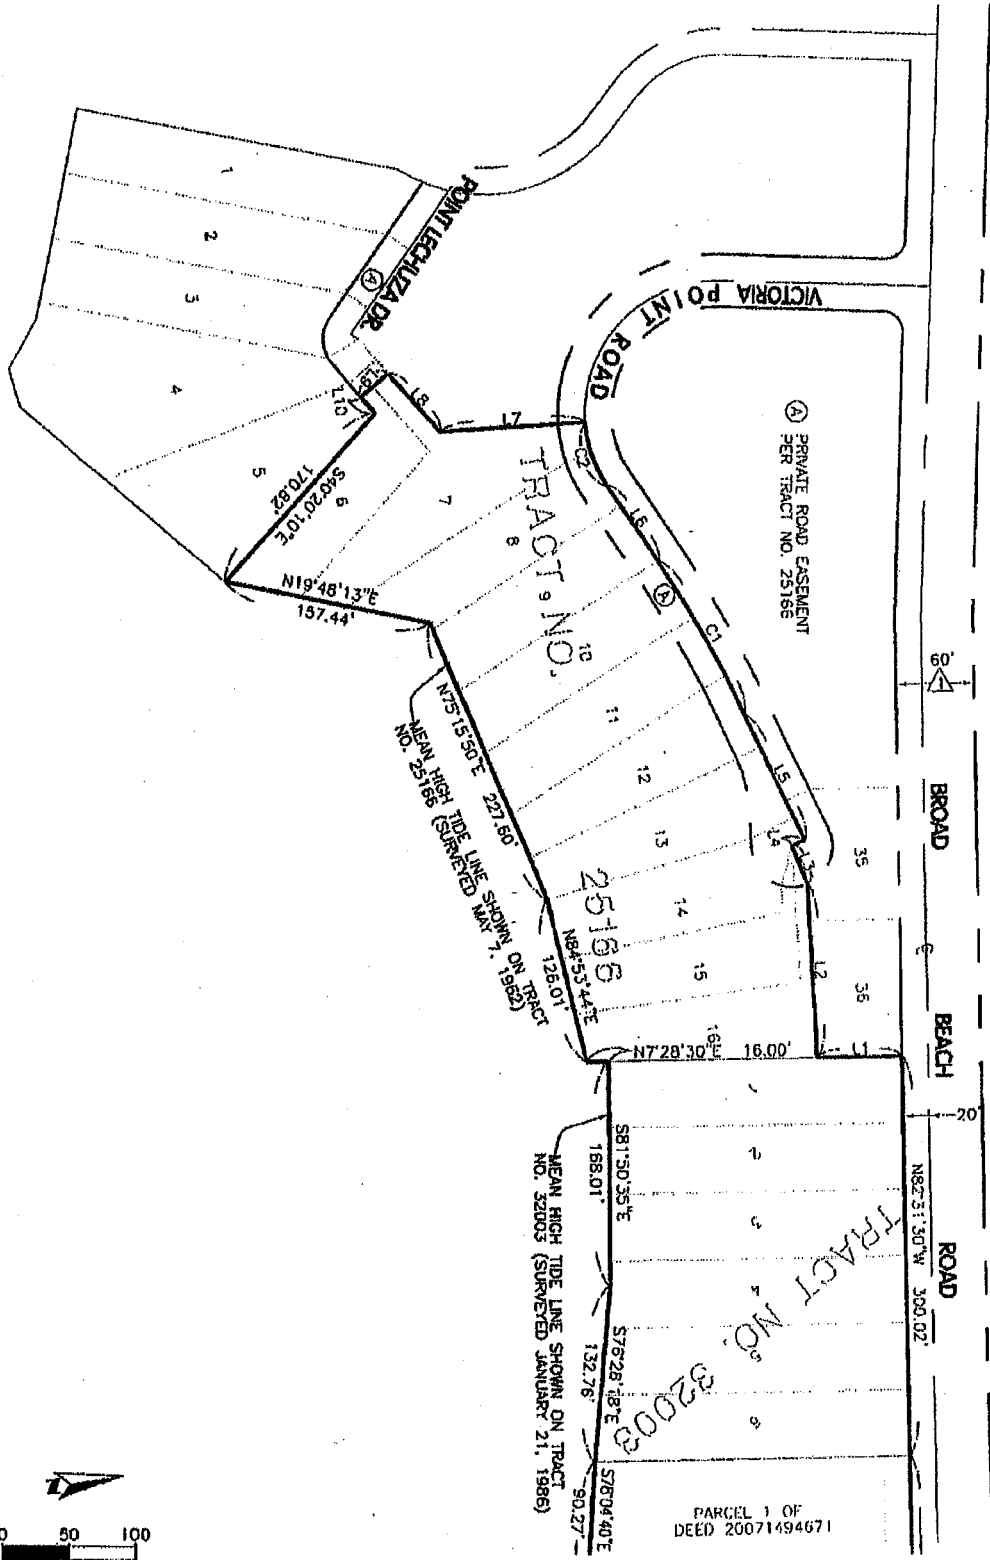 BROAD
BEACH
ROAD
60'
1
20'
VICTORIA POINT
ROAD
POINT LECHUZA DR.
A
A PRIVATE ROAD EASEMENT
PER TRACT NO. 25166
A
TRACT NO.
25166
1
2
3
4
5
6
7
8
9
10
11
12
13
14
15
16
35
36
L1
L2
L3
L4
L5
C1
L6
C2
L7
L8
L9
L10
S40°20'10"E
170.82'
N19°48'13"E
157.44'
N75°15'50"E 227.60'
MEAN HIGH TIDE LINE SHOWN ON TRACT
NO. 25166 (SURVEYED MAY 7, 1962)
N84°53'44"E
126.01'
N7°28'30"E 16.00'
N82°31'30"W 300.02'
S81°50'35"E
168.01'
MEAN HIGH TIDE LINE SHOWN ON TRACT
NO. 32003 (SURVEYED JANUARY 21, 1986)
S76°28'18"E
132.76'
S78°04'40"E
90.27'
TRACT NO. 32003
PARCEL 1 OF
DEED 20071494671
0 50 100